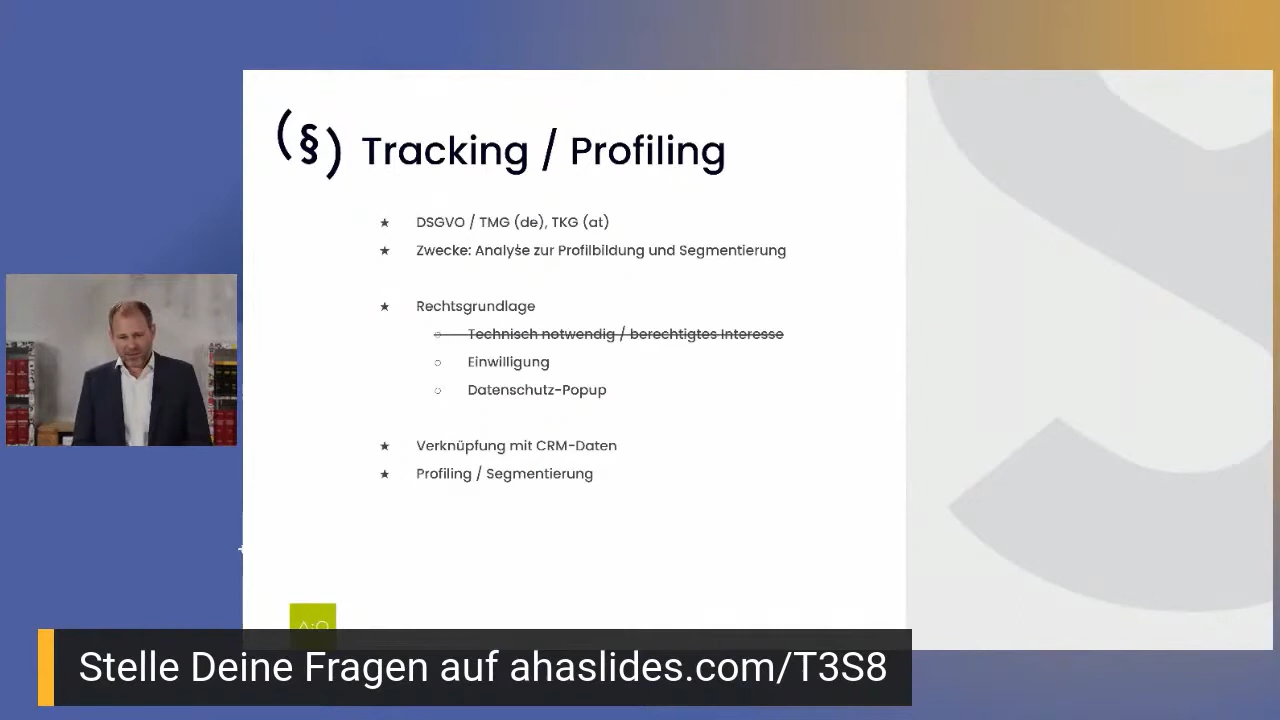 (§) Tracking / Profiling
★ DSGVO / TMG (de), TKG (at)
★ Zwecke: Analyse zur Profilbildung und Segmentierung
★ Rechtsgrundlage
○ Technisch notwendig / berechtigtes Interesse
○ Einwilligung
○ Datenschutz-Popup
★ Verknüpfung mit CRM-Daten
★ Profiling / Segmentierung
Stelle Deine Fragen auf ahaslides.com/T3S8